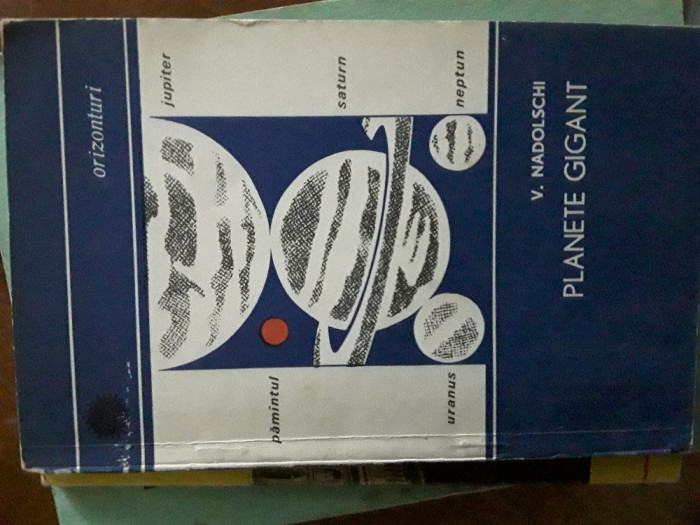 orizonturi
jupiter
saturn
neptun
pămîntul
uranus
V. NADOLSCHI
PLANETE GIGANT